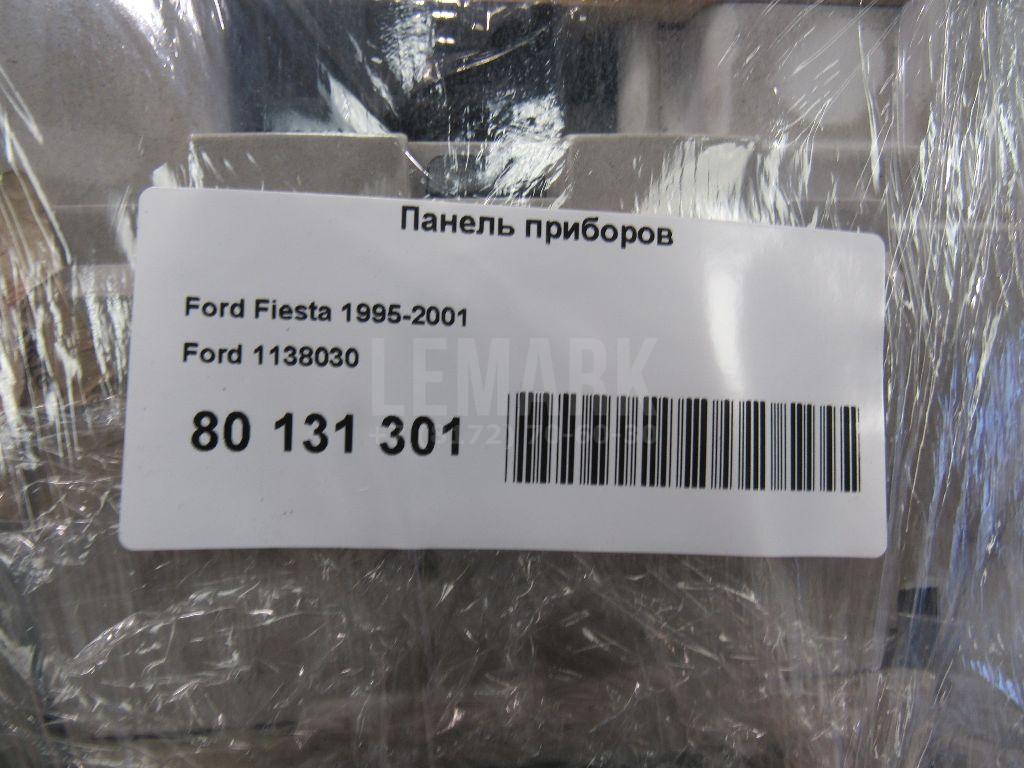 Панель приборов
Ford Fiesta 1995-2001
Ford 1138030
LEMARK
80 131 301